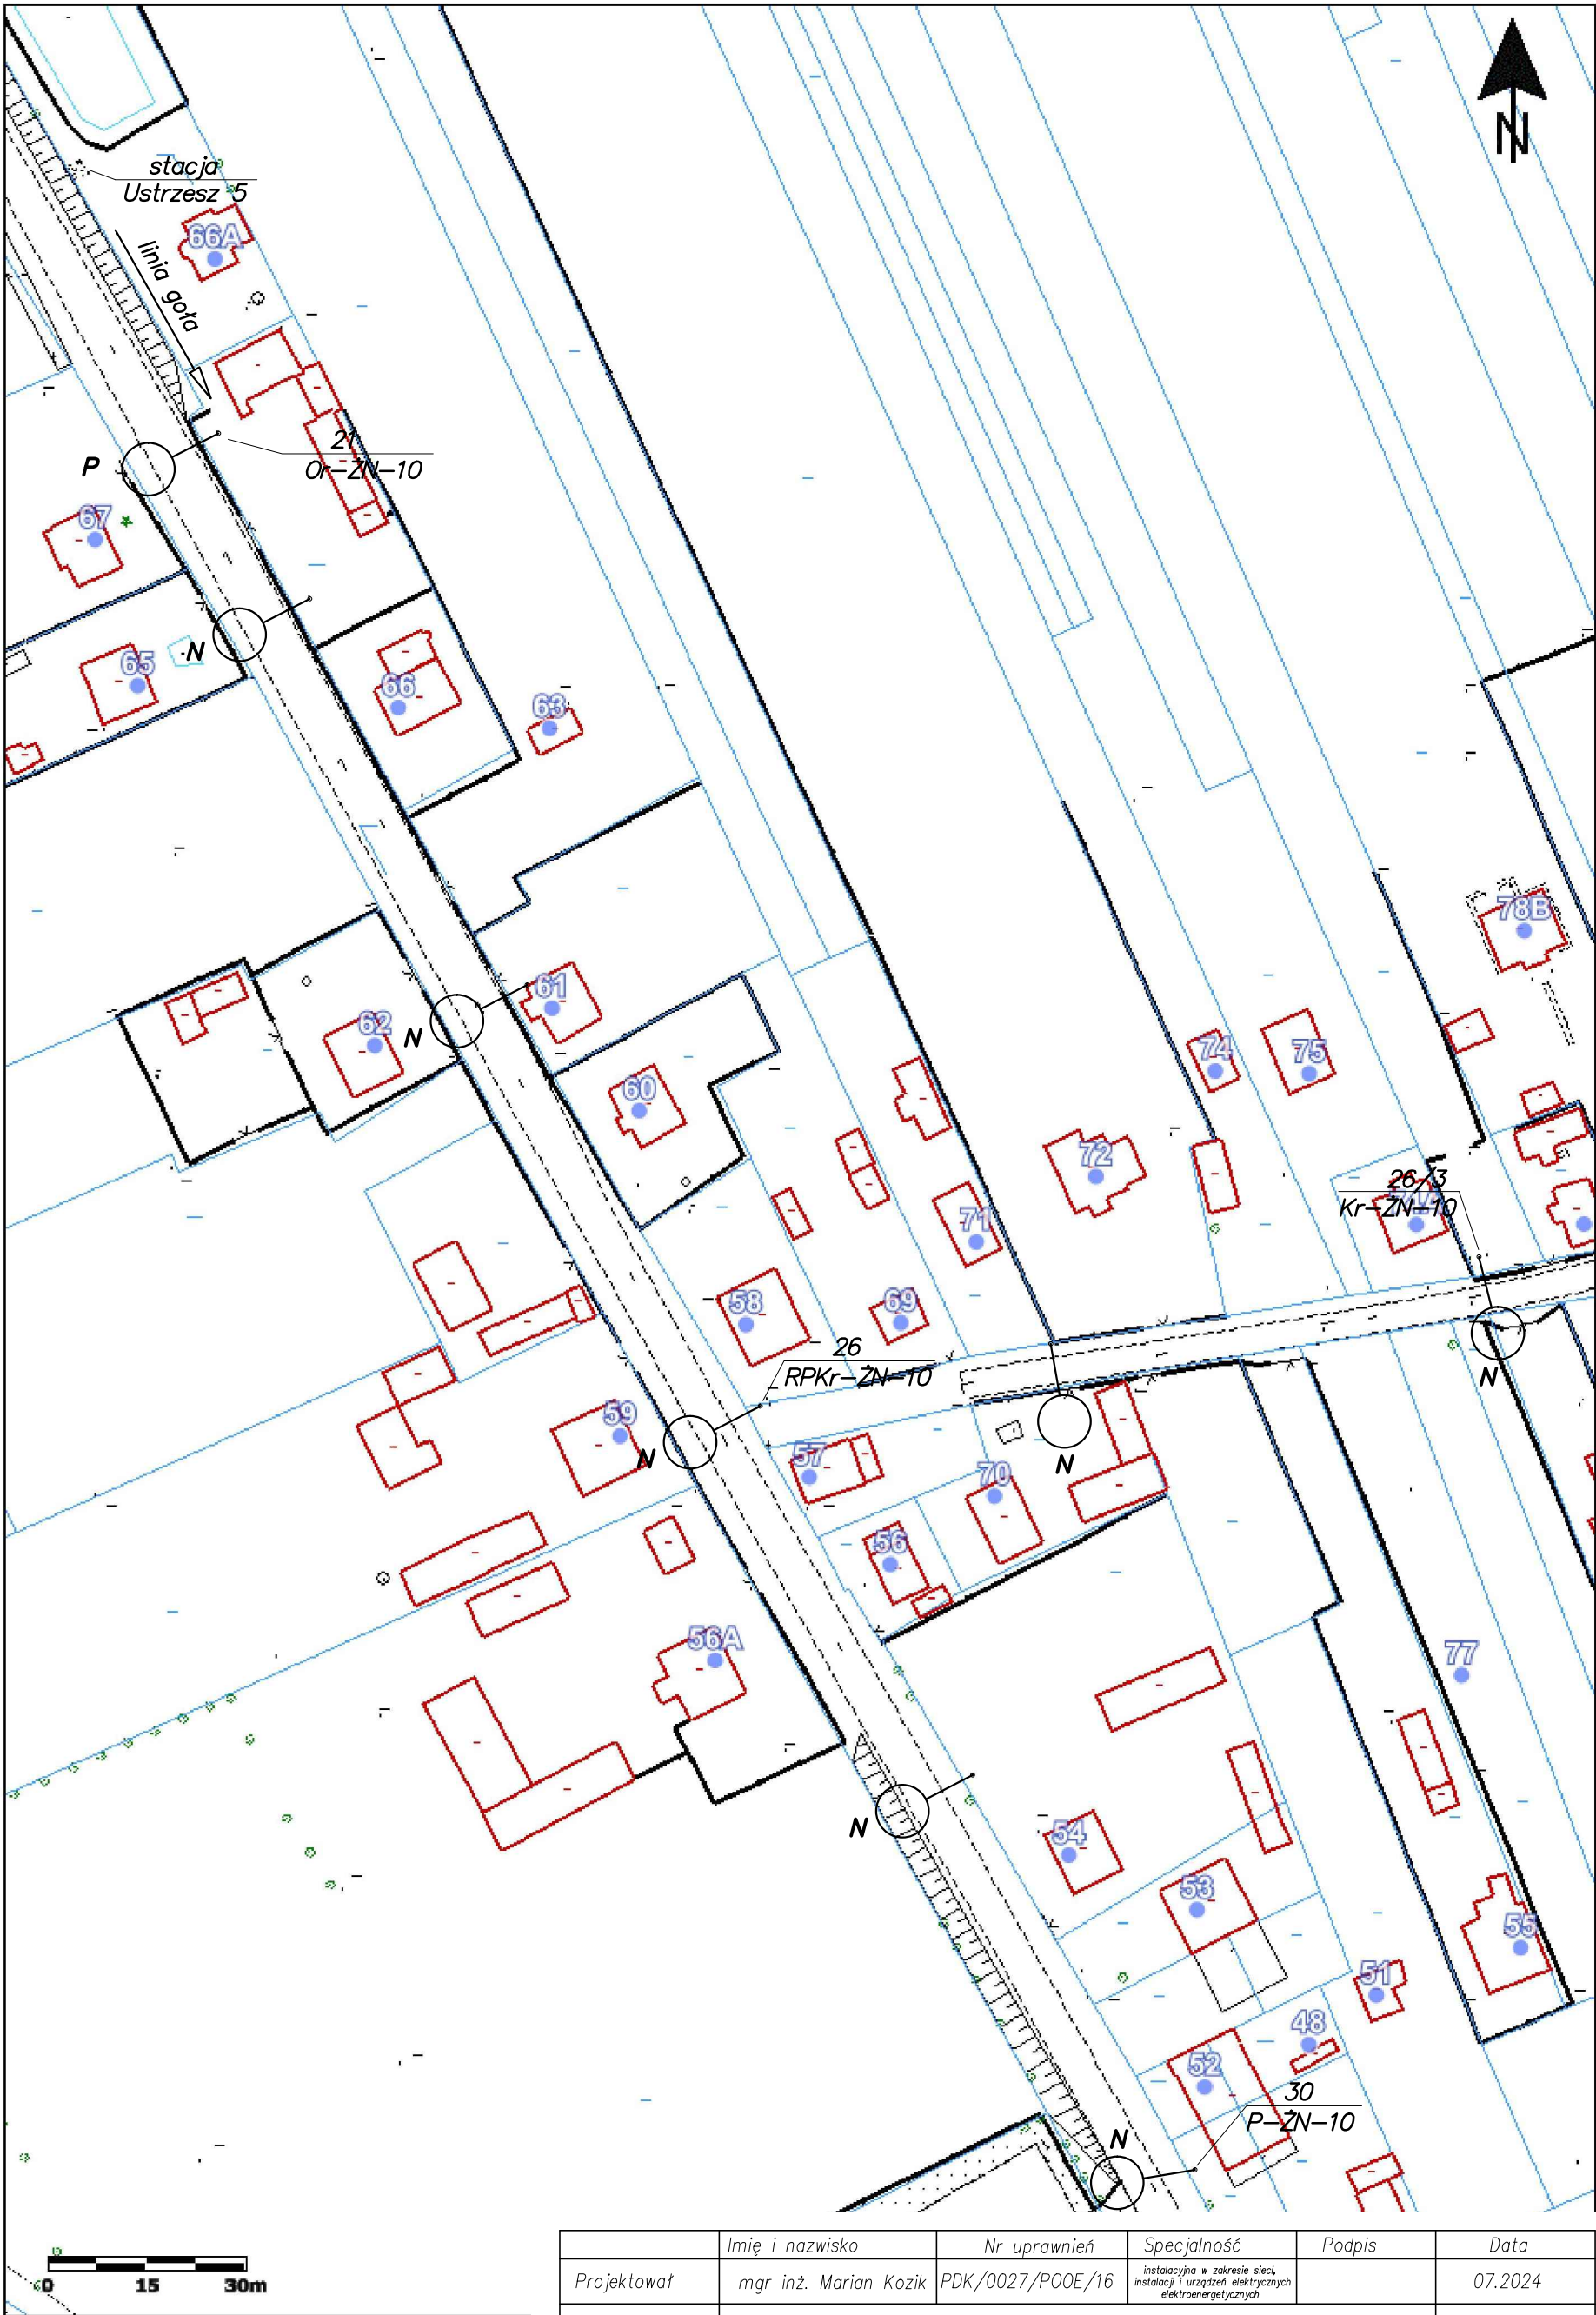 N
stacja
Ustrzesz 5
66A
linia goła
21
Or-ŻN-10
P
67
N
65
66
63
78B
61
62
N
60
74
75
72
26/3
Kr-ŻN-10
71
58
69
26
RPKr-ŻN-10
N
59
N
57
70
N
56
56A
77
N
54
53
55
51
48
52
30
P-ŻN-10
N
0 15 30m
Imię i nazwisko Nr uprawnień Specjalność Podpis Data
Projektował mgr inż. Marian Kozik PDK/0027/POOE/16 instalacyjna w zakresie sieci, 07.2024
instalacji i urządzeń elektrycznych
elektroenergetycznych